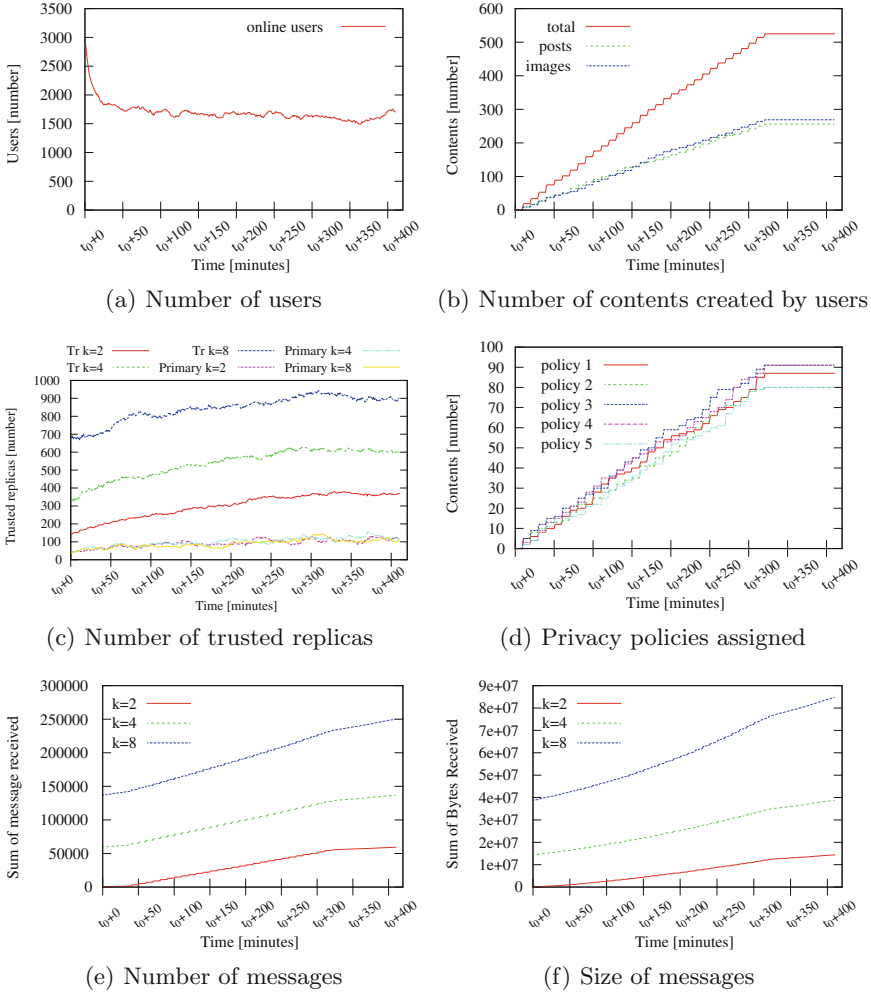 3500
3000
2500
2000
1500
1000
500
0
Users [number]
online users
t0+0
t0+50
t0+100
t0+150
t0+200
t0+250
t0+300
t0+350
t0+400
Time [minutes]
(a) Number of users
600
500
400
300
200
100
0
Contents [number]
total
posts
images
t0+0
t0+50
t0+100
t0+150
t0+200
t0+250
t0+300
t0+350
t0+400
Time [minutes]
(b) Number of contents created by users
Tr k=2
Tr k=8
Primary k=4
Tr k=4
Primary k=2
Primary k=8
1000
900
800
700
600
500
400
300
200
100
0
Trusted replicas [number]
t0+0
t0+50
t0+100
t0+150
t0+200
t0+250
t0+300
t0+350
t0+400
Time [minutes]
(c) Number of trusted replicas
100
90
80
70
60
50
40
30
20
10
0
Contents [number]
policy 1
policy 2
policy 3
policy 4
policy 5
t0+0
t0+50
t0+100
t0+150
t0+200
t0+250
t0+300
t0+350
t0+400
Time [minutes]
(d) Privacy policies assigned
300000
250000
200000
150000
100000
50000
0
Sum of message received
k=2
k=4
k=8
t0+0
t0+50
t0+100
t0+150
t0+200
t0+250
t0+300
t0+350
t0+400
Time [minutes]
(e) Number of messages
9e+07
8e+07
7e+07
6e+07
5e+07
4e+07
3e+07
2e+07
1e+07
0
Sum of Bytes Received
k=2
k=4
k=8
t0+0
t0+50
t0+100
t0+150
t0+200
t0+250
t0+300
t0+350
t0+400
Time [minutes]
(f) Size of messages